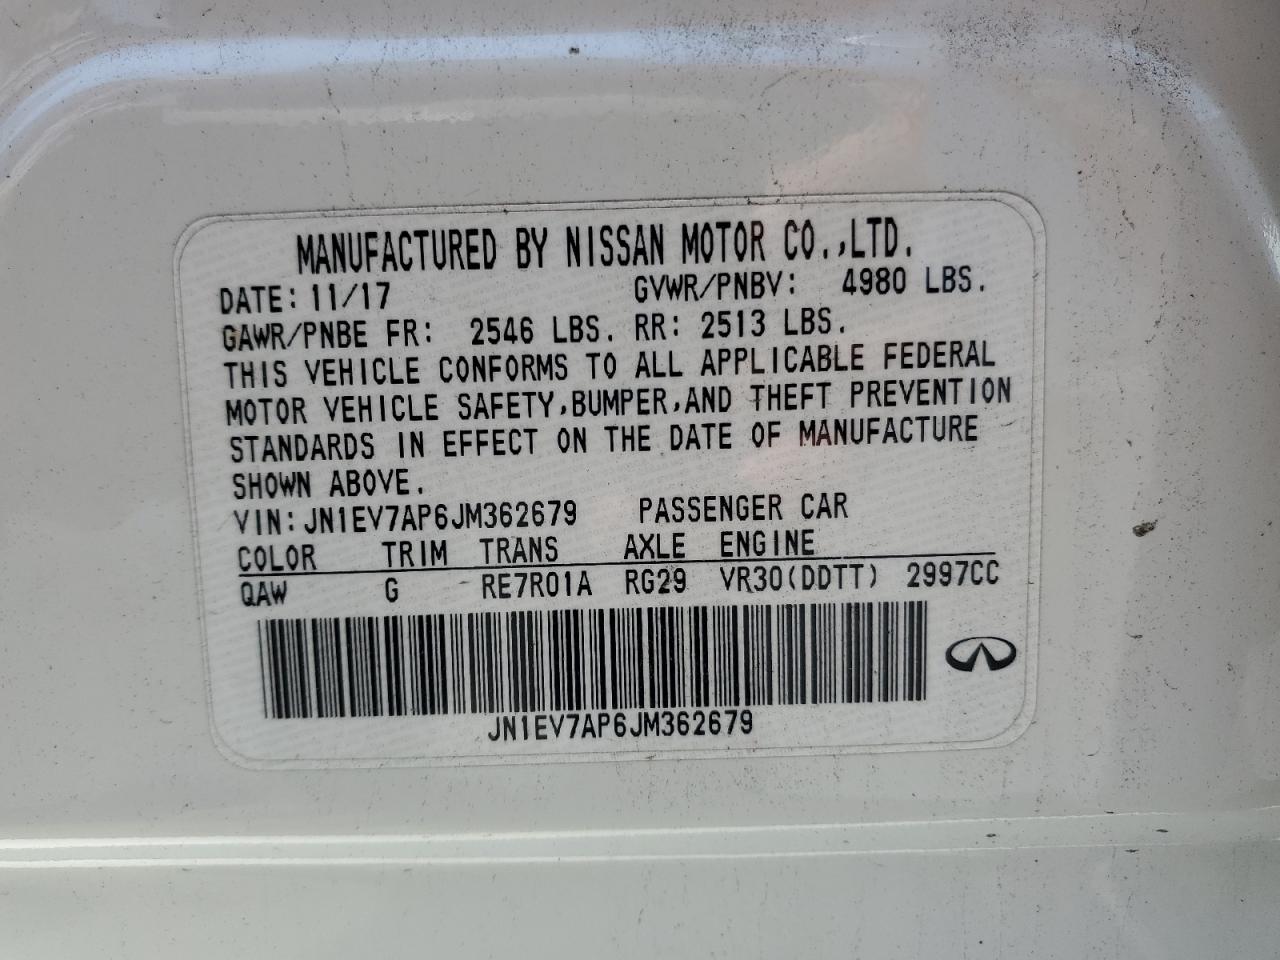 MANUFACTURED BY NISSAN MOTOR CO.,LTD.
DATE: 11/17 GVWR/PNBV: 4980 LBS.
GAWR/PNBE FR: 2546 LBS. RR: 2513 LBS.
THIS VEHICLE CONFORMS TO ALL APPLICABLE FEDERAL
MOTOR VEHICLE SAFETY,BUMPER,AND THEFT PREVENTION
STANDARDS IN EFFECT ON THE DATE OF MANUFACTURE
SHOWN ABOVE.
VIN: JN1EV7AP6JM362679 PASSENGER CAR
COLOR TRIM TRANS AXLE ENGINE
QAW G RE7R01A RG29 VR30(DDTT) 2997CC
JN1EV7AP6JM362679